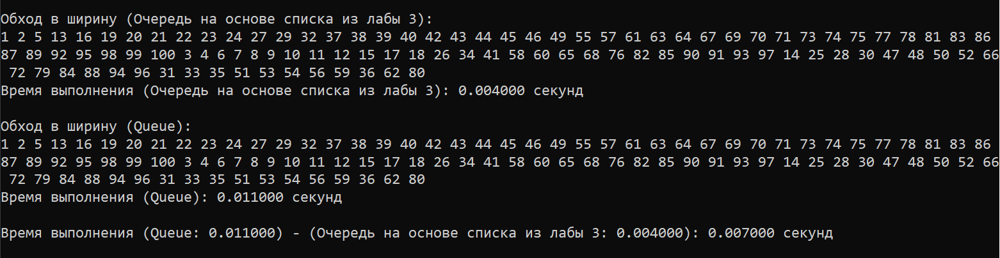 Обход в ширину (Очередь на основе списка из лабы 3):
1 2 5 13 16 19 20 21 22 23 24 27 29 32 37 38 39 40 42 43 44 45 46 49 55 57 61 63 64 67 69 70 71 73 74 75 77 78 81 83 86
87 89 92 95 98 99 100 3 4 6 7 8 9 10 11 12 15 17 18 26 34 41 58 60 65 68 76 82 85 90 91 93 97 14 25 28 30 47 48 50 52 66
72 79 84 88 94 96 31 33 35 51 53 54 56 59 36 62 80
Время выполнения (Очередь на основе списка из лабы 3): 0.004000 секунд
Обход в ширину (Queue):
1 2 5 13 16 19 20 21 22 23 24 27 29 32 37 38 39 40 42 43 44 45 46 49 55 57 61 63 64 67 69 70 71 73 74 75 77 78 81 83 86
87 89 92 95 98 99 100 3 4 6 7 8 9 10 11 12 15 17 18 26 34 41 58 60 65 68 76 82 85 90 91 93 97 14 25 28 30 47 48 50 52 66
72 79 84 88 94 96 31 33 35 51 53 54 56 59 36 62 80
Время выполнения (Queue): 0.011000 секунд
Время выполнения (Queue: 0.011000) - (Очередь на основе списка из лабы 3: 0.004000): 0.007000 секунд